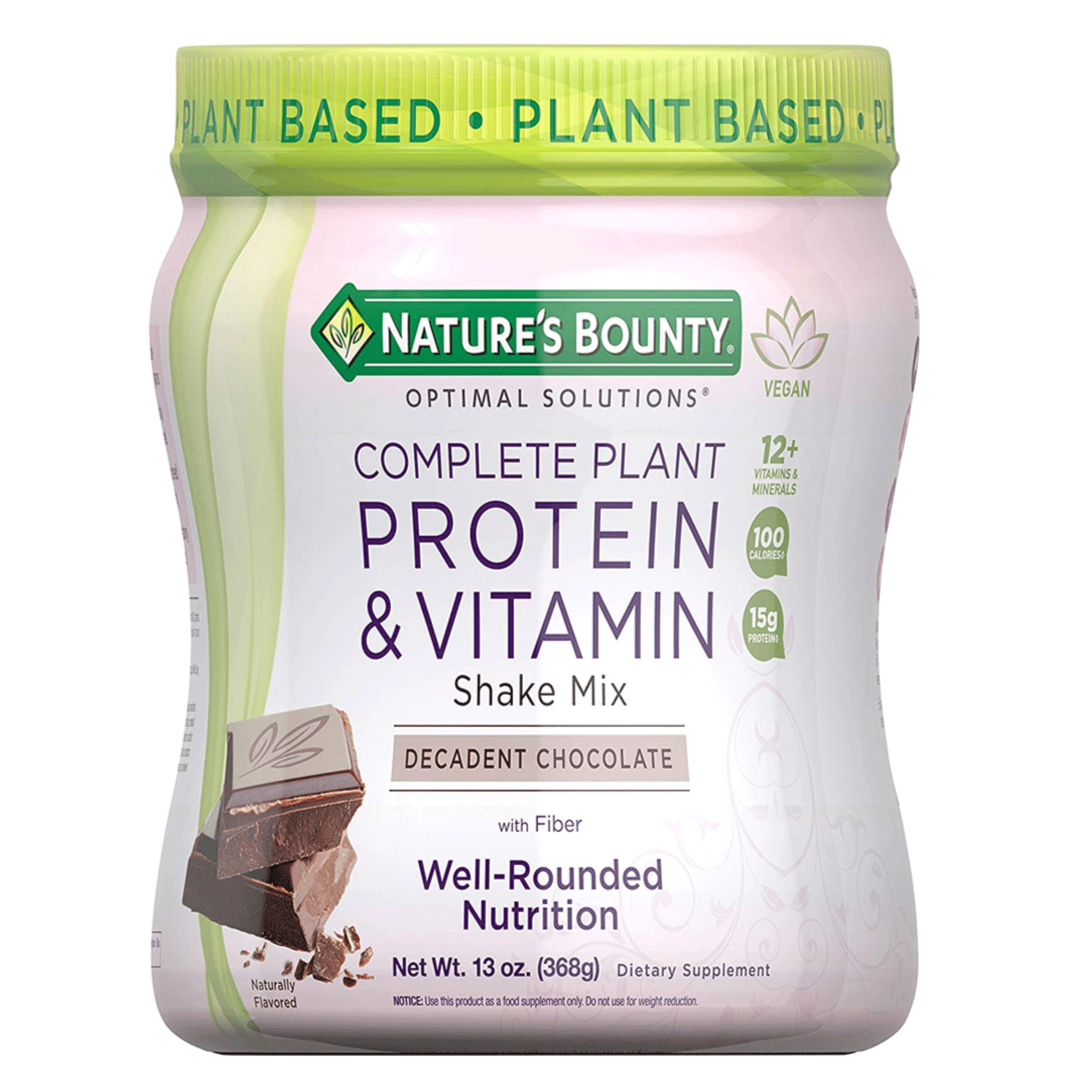 PLANT BASED • PLANT BASED •
NATURE'S BOUNTY®
OPTIMAL SOLUTIONS®
VEGAN
COMPLETE PLANT
PROTEIN
& VITAMIN
Shake Mix
12+
VITAMINS &
MINERALS
100
CALORIES◊
15g
PROTEIN◊
DECADENT CHOCOLATE
with Fiber
Well-Rounded
Nutrition
Net Wt. 13 oz. (368g) Dietary Supplement
Naturally
Flavored
NOTICE: Use this product as a food supplement only. Do not use for weight reduction.